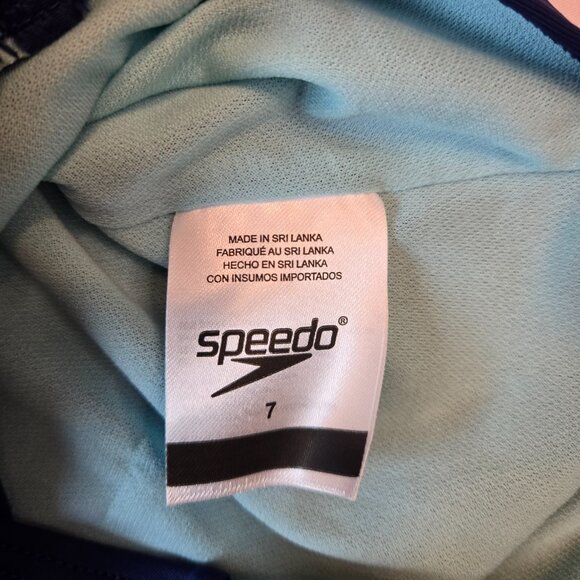 MADE IN SRI LANKA
FABRIQUÉ AU SRI LANKA
HECHO EN SRI LANKA
CON INSUMOS IMPORTADOS
speedo®
7